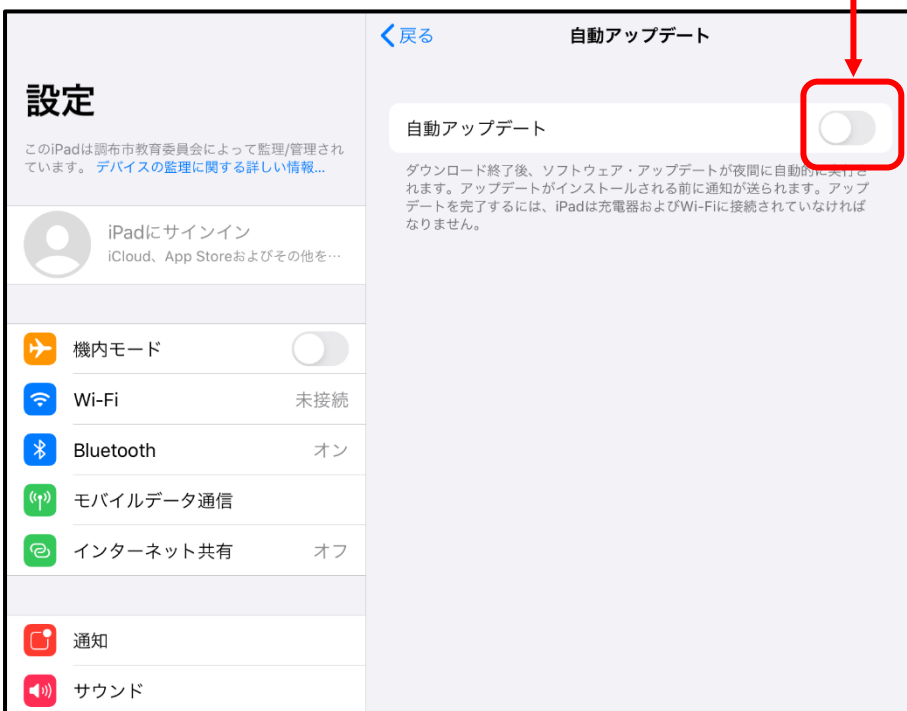 設定
このiPadは調布市教育委員会によって監理/管理され
ています。 デバイスの監理に関する詳しい情報...
iPadにサインイン
iCloud、App Storeおよびその他を…
機内モード
Wi-Fi 未接続
Bluetooth オン
モバイルデータ通信
インターネット共有 オフ
通知
サウンド
戻る 自動アップデート
自動アップデート
ダウンロード終了後、ソフトウェア・アップデートが夜間に自動的に実行さ
れます。アップデートがインストールされる前に通知が送られます。アップ
デートを完了するには、iPadは充電器およびWi-Fiに接続されていなければ
なりません。